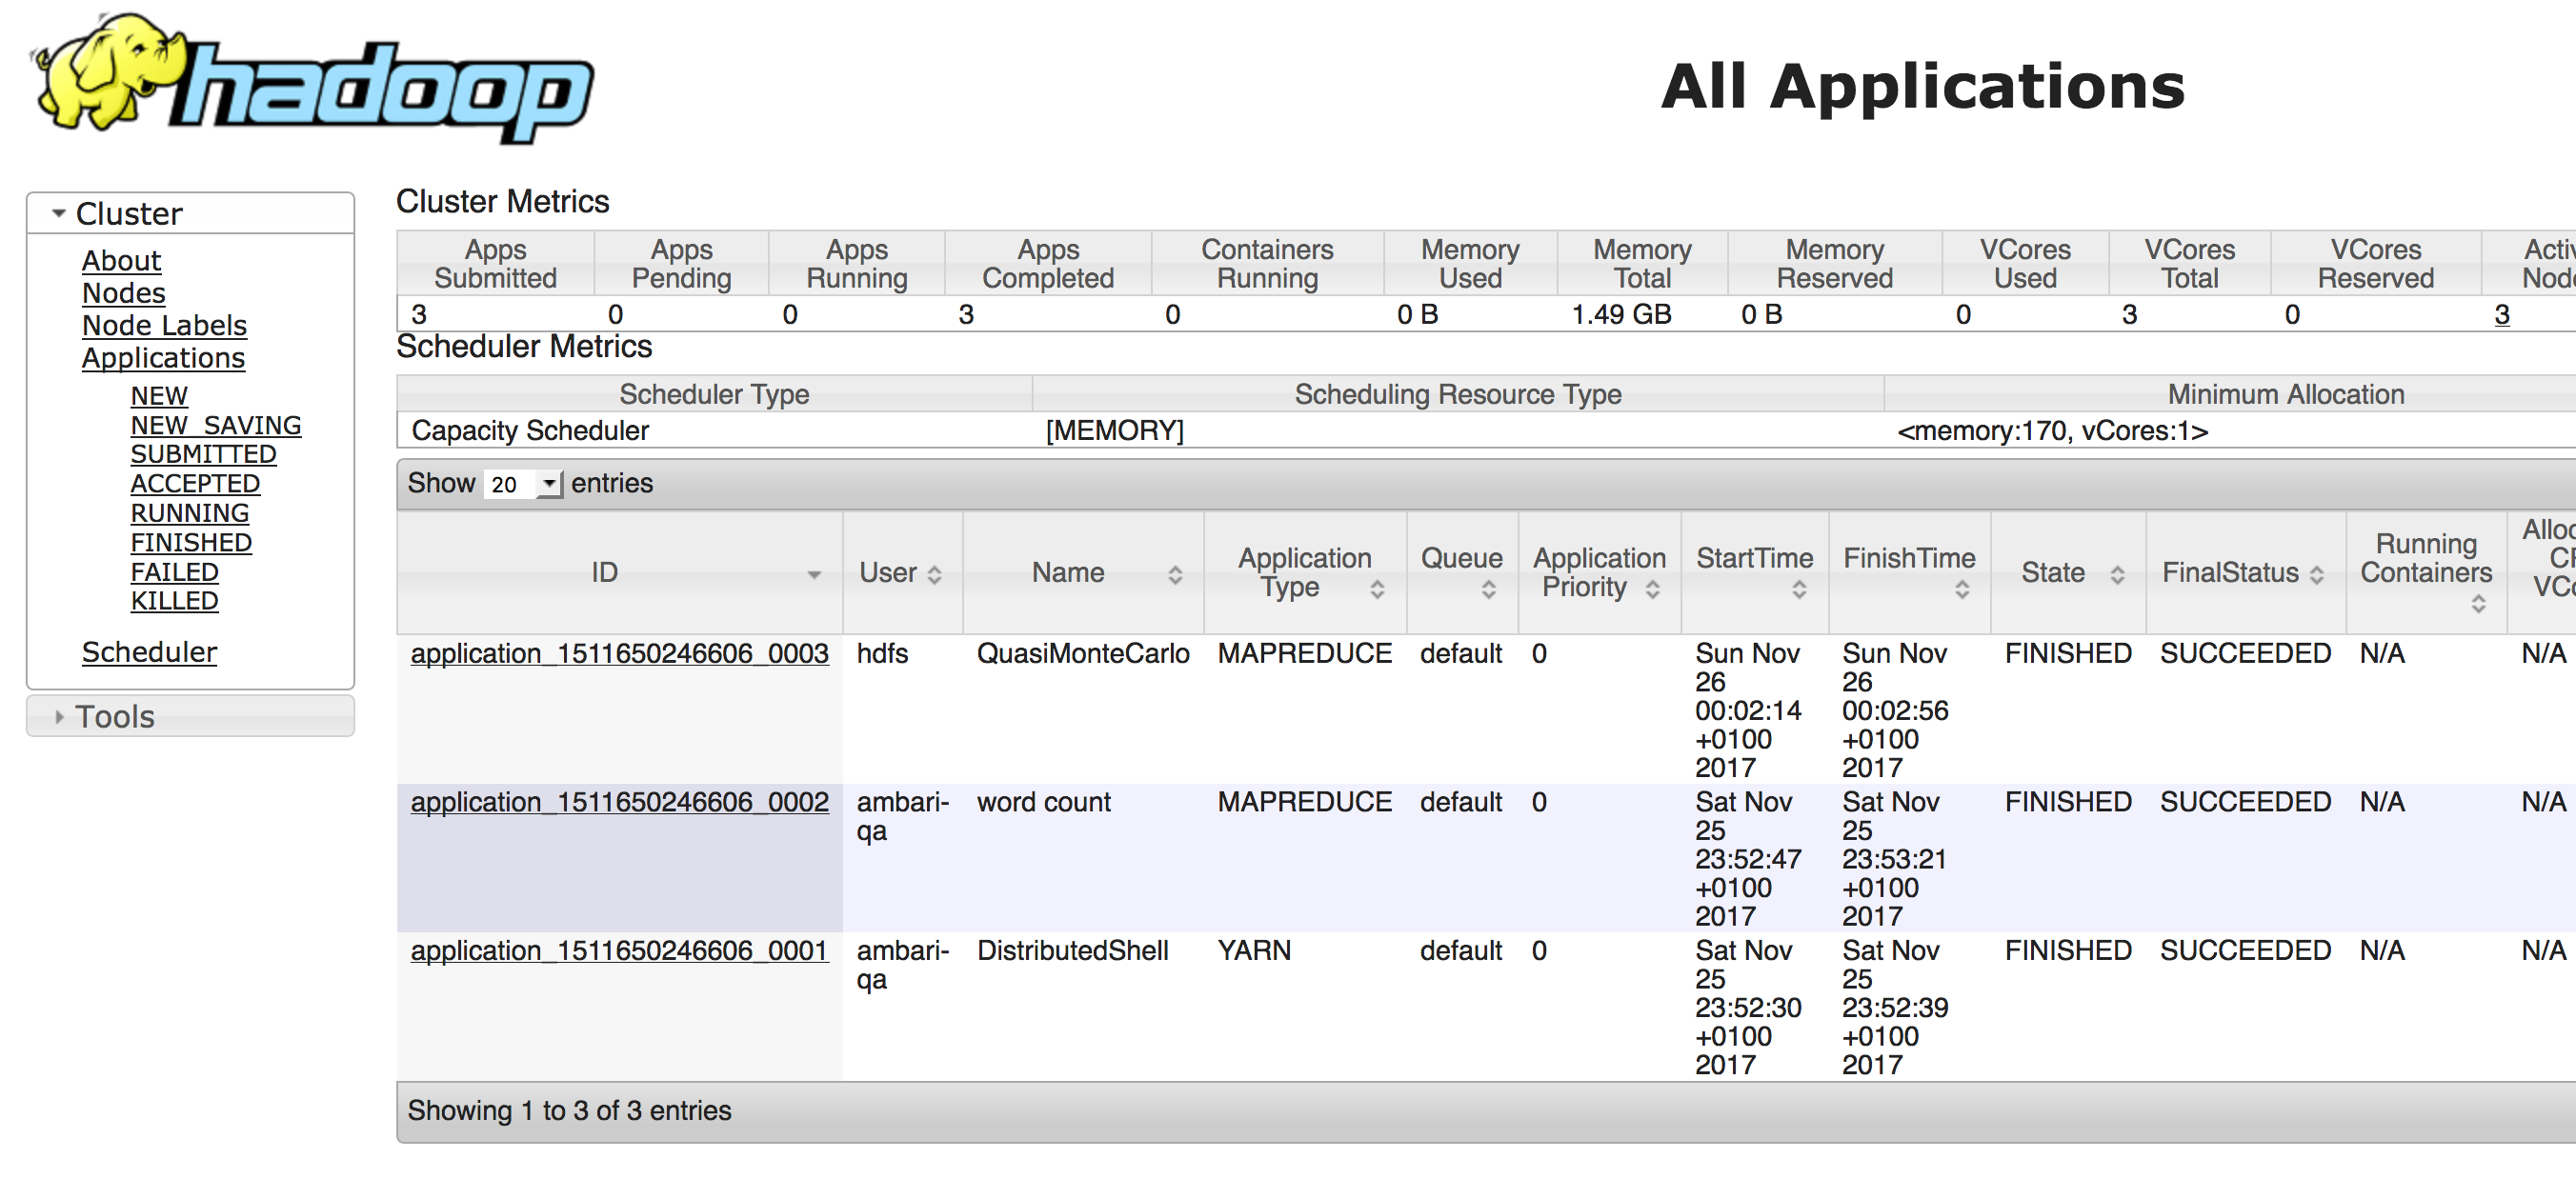 hadoop
All Applications
Cluster
About
Nodes
Node Labels
Applications
NEW
NEW_SAVING
SUBMITTED
ACCEPTED
RUNNING
FINISHED
FAILED
KILLED
Scheduler
Tools
Cluster Metrics
Apps Submitted Apps Pending Apps Running Apps Completed Containers Running Memory Used Memory Total Memory Reserved VCores Used VCores Total VCores Reserved
3 0 0 3 0 0 B 1.49 GB 0 B 0 3 0 3
Scheduler Metrics
Scheduler Type Scheduling Resource Type Minimum Allocation
Capacity Scheduler [MEMORY] <memory:170, vCores:1>
Show 20 entries
ID User Name Application Type Queue Application Priority StartTime FinishTime State FinalStatus Running Containers
application_1511650246606_0003 hdfs QuasiMonteCarlo MAPREDUCE default 0 Sun Nov 26 00:02:14 +0100 2017 Sun Nov 26 00:02:56 +0100 2017 FINISHED SUCCEEDED N/A N/A
application_1511650246606_0002 ambari-qa word count MAPREDUCE default 0 Sat Nov 25 23:52:47 +0100 2017 Sat Nov 25 23:53:21 +0100 2017 FINISHED SUCCEEDED N/A N/A
application_1511650246606_0001 ambari-qa DistributedShell YARN default 0 Sat Nov 25 23:52:30 +0100 2017 Sat Nov 25 23:52:39 +0100 2017 FINISHED SUCCEEDED N/A N/A
Showing 1 to 3 of 3 entries